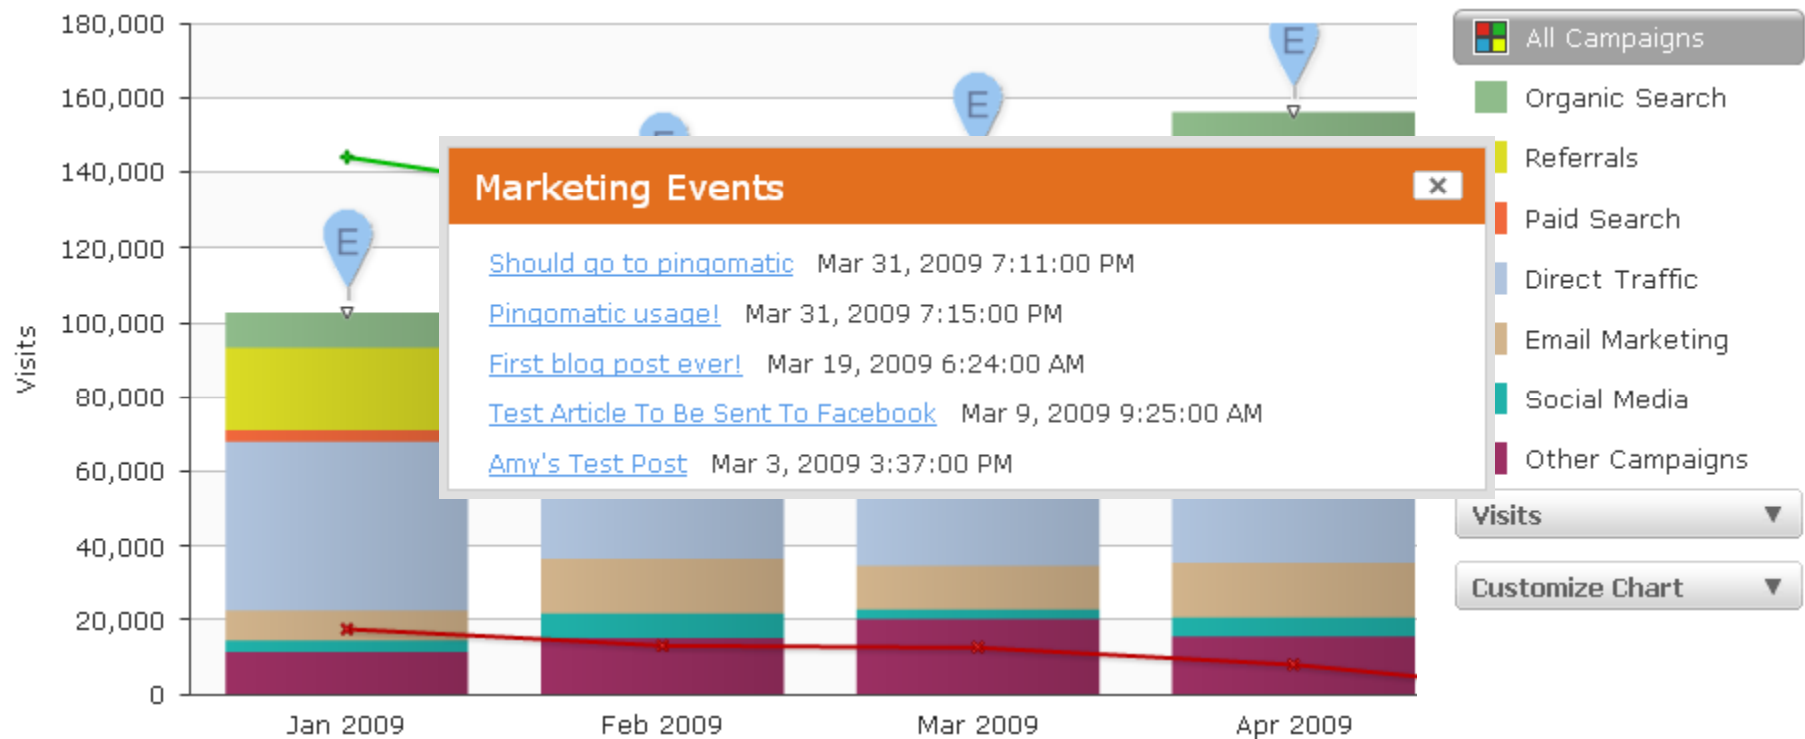 180,000
160,000
140,000
120,000
100,000
80,000
60,000
40,000
20,000
0
Visits
E
E
E
E
Jan 2009
Feb 2009
Mar 2009
Apr 2009
Marketing Events
Should go to pingomatic Mar 31, 2009 7:11:00 PM
Pingomatic usage! Mar 31, 2009 7:15:00 PM
First blog post ever! Mar 19, 2009 6:24:00 AM
Test Article To Be Sent To Facebook Mar 9, 2009 9:25:00 AM
Amy's Test Post Mar 3, 2009 3:37:00 PM
All Campaigns
Organic Search
Referrals
Paid Search
Direct Traffic
Email Marketing
Social Media
Other Campaigns
Visits
Customize Chart